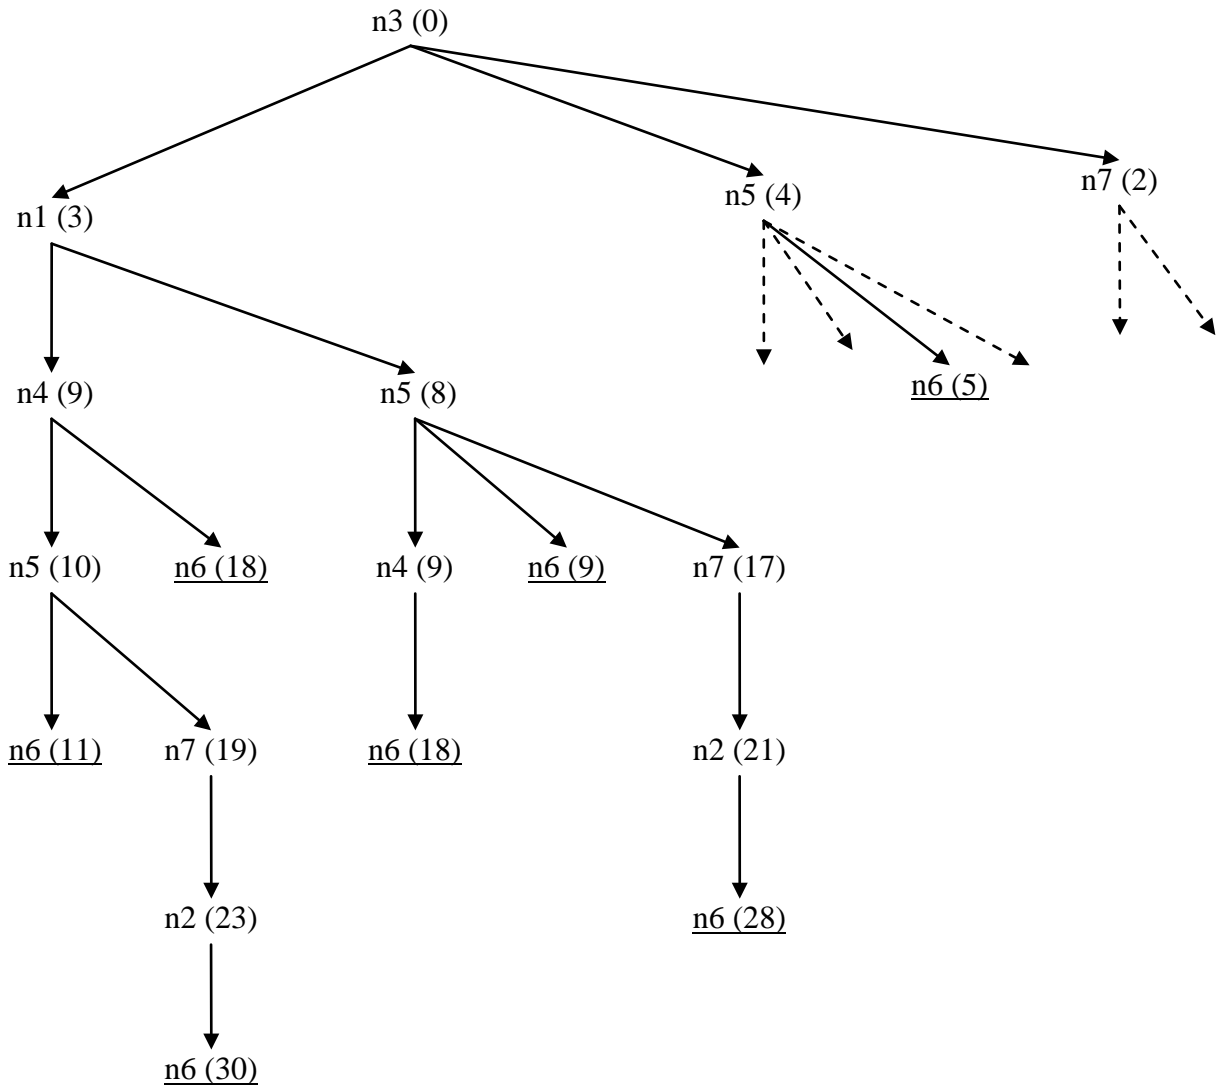 n3 (0)
n7 (2)
n5 (4)
n1 (3)
n4 (9)
n5 (8)
n6 (5)
n5 (10)
n6 (18)
n4 (9)
n6 (9)
n7 (17)
n6 (11)
n7 (19)
n6 (18)
n2 (21)
n2 (23)
n6 (28)
n6 (30)